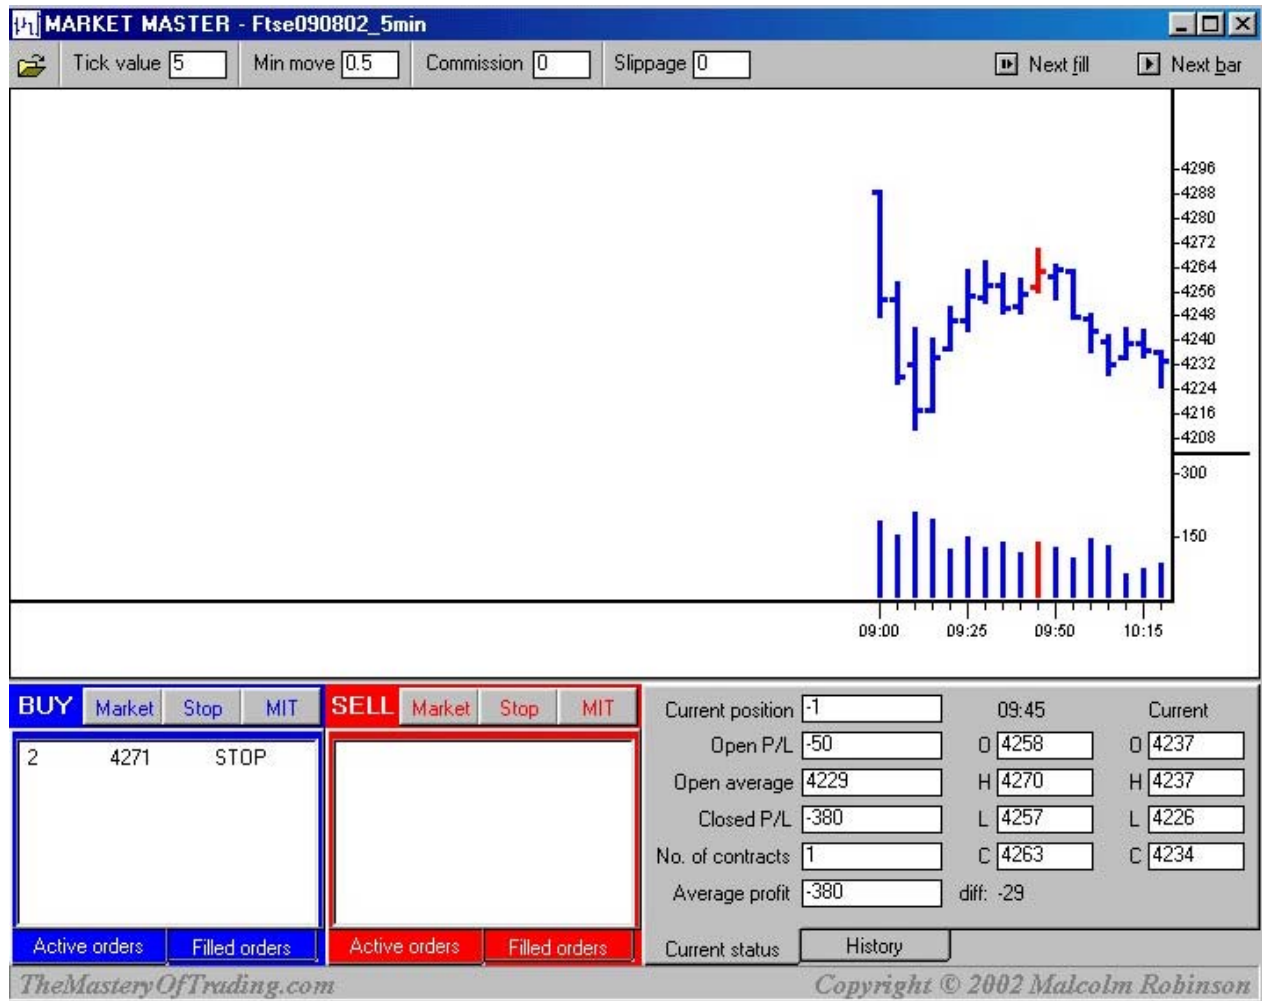 MARKET MASTER - Ftse090802_5min
Tick value 5 Min move 0.5 Commission 0 Slippage 0 Next fill Next bar
4296
4288
4280
4272
4264
4256
4248
4240
4232
4224
4216
4208
300
150
09:00 09:25 09:50 10:15
BUY Market Stop MIT SELL Market Stop MIT
2 4271 STOP
Active orders Filled orders Active orders Filled orders
Current position -1 09:45 Current
Open P/L -50 O 4258 O 4237
Open average 4229 H 4270 H 4237
Closed P/L -380 L 4257 L 4226
No. of contracts 1 C 4263 C 4234
Average profit -380 diff: -29
Current status History
TheMasteryOfTrading.com Copyright © 2002 Malcolm Robinson